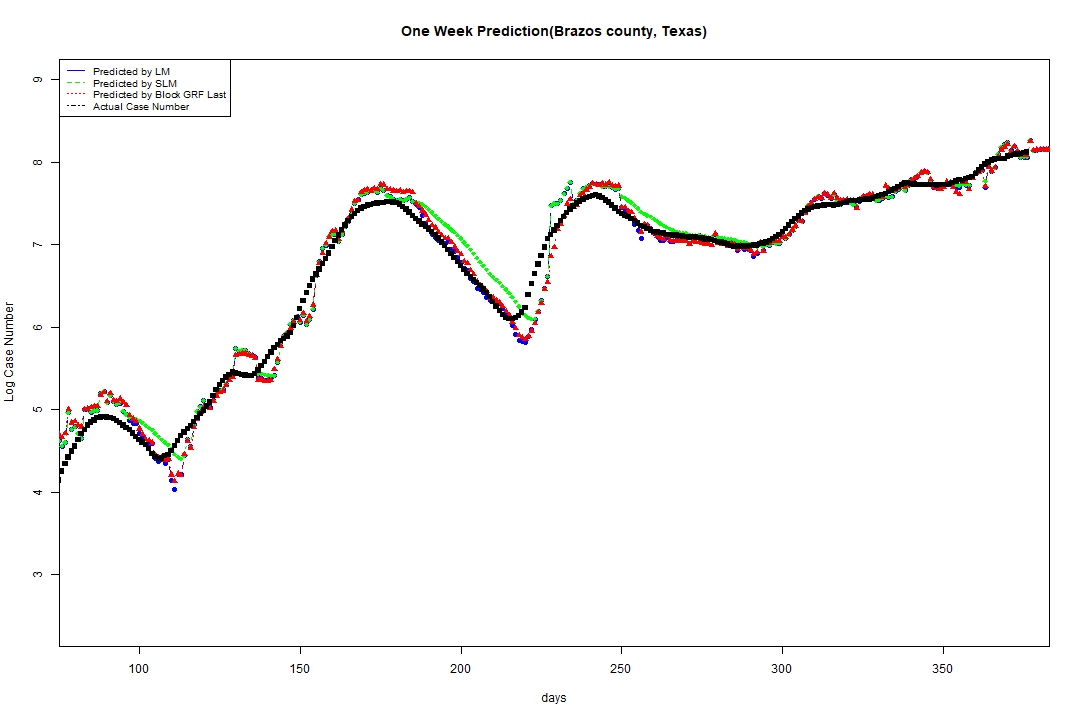 One Week Prediction(Brazos county, Texas)
Predicted by LM
Predicted by SLM
Predicted by Block GRF Last
Actual Case Number
9
8
7
6
5
4
3
Log Case Number
100 150 200 250 300 350
days